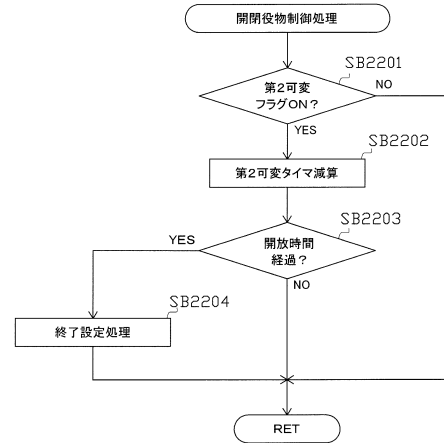 開閉役物制御処理
SB2201
第2可変
フラグON?
NO
YES
SB2202
第2可変タイマ減算
SB2203
開放時間
経過?
YES
NO
SB2204
終了設定処理
RET